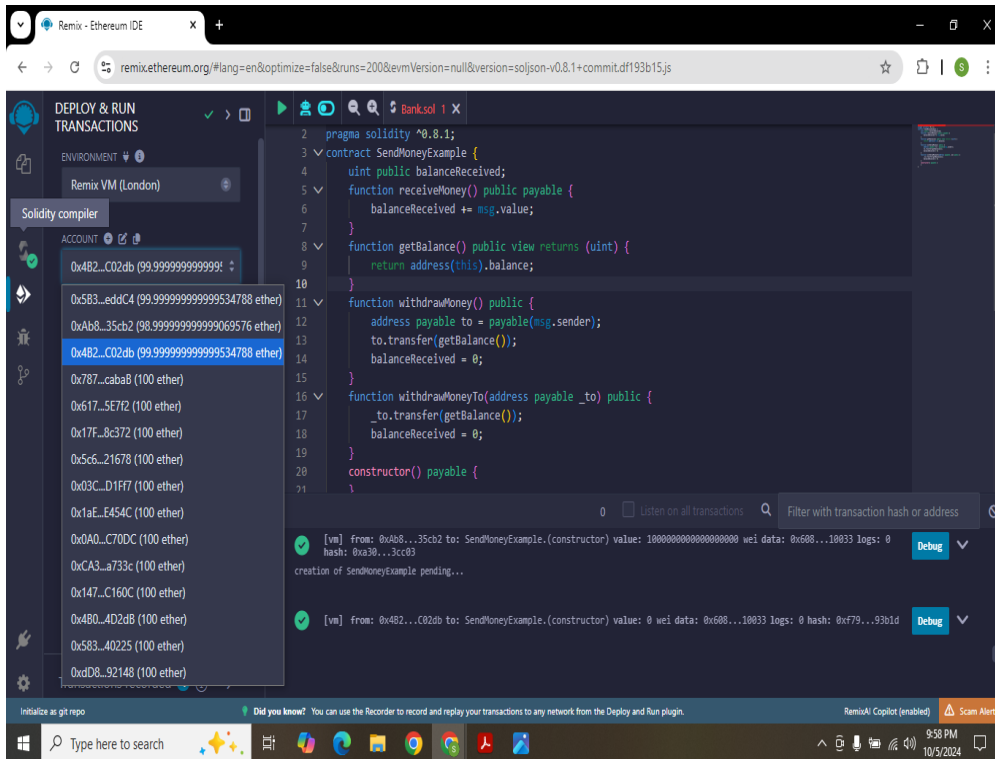 Remix - Ethereum IDE
remix.ethereum.org/#lang=en&optimize=false&runs=200&evmVersion=null&version=soljson-v0.8.1+commit.df193b15.js
S
DEPLOY & RUN
TRANSACTIONS
ENVIRONMENT
Remix VM (London)
Solidity compiler
ACCOUNT
0x4B2...C02db (99.999999999999
0x5B3...eddC4 (99.99999999999534788 ether)
0xAb8...35cb2 (98.999999999999069576 ether)
0x4B2...C02db (99.999999999999534788 ether)
0x787...cabaB (100 ether)
0x617...5E7f2 (100 ether)
0x17F...8c372 (100 ether)
0x5c6...21678 (100 ether)
0x03C...D1Ff7 (100 ether)
0x1aE...E454C (100 ether)
0x0A0...C70DC (100 ether)
0xCA3...a733c (100 ether)
0x147...C160C (100 ether)
0x4B0...4D2dB (100 ether)
0x583...40225 (100 ether)
0xdD8...92148 (100 ether)
Bank.sol 1
2 pragma solidity ^0.8.1;
3 contract SendMoneyExample {
4 uint public balanceReceived;
5 function receiveMoney() public payable {
6 balanceReceived += msg.value;
7 }
8 function getBalance() public view returns (uint) {
9 return address(this).balance;
10 }
11 function withdrawMoney() public {
12 address payable to = payable(msg.sender);
13 to.transfer(getBalance());
14 balanceReceived = 0;
15 }
16 function withdrawMoneyTo(address payable _to) public {
17 _to.transfer(getBalance());
18 balanceReceived = 0;
19 }
20 constructor() payable {
21 }
0 Listen on all transactions Filter with transaction hash or address
[vm] from: 0xAb8...35cb2 to: SendMoneyExample.(constructor) value: 1000000000000000000 wei data: 0x608...10033 logs: 0
hash: 0xa30...3cc03
Debug
creation of SendMoneyExample pending...
[vm] from: 0x4B2...C02db to: SendMoneyExample.(constructor) value: 0 wei data: 0x608...10033 logs: 0 hash: 0xf79...93b1d
Debug
Initialize as git repo
Did you know? You can use the Recorder to record and replay your transactions to any network from the Deploy and Run plugin.
RemixAI Copilot (enabled)
Scam Alert
Type here to search
9:58 PM
10/5/2024